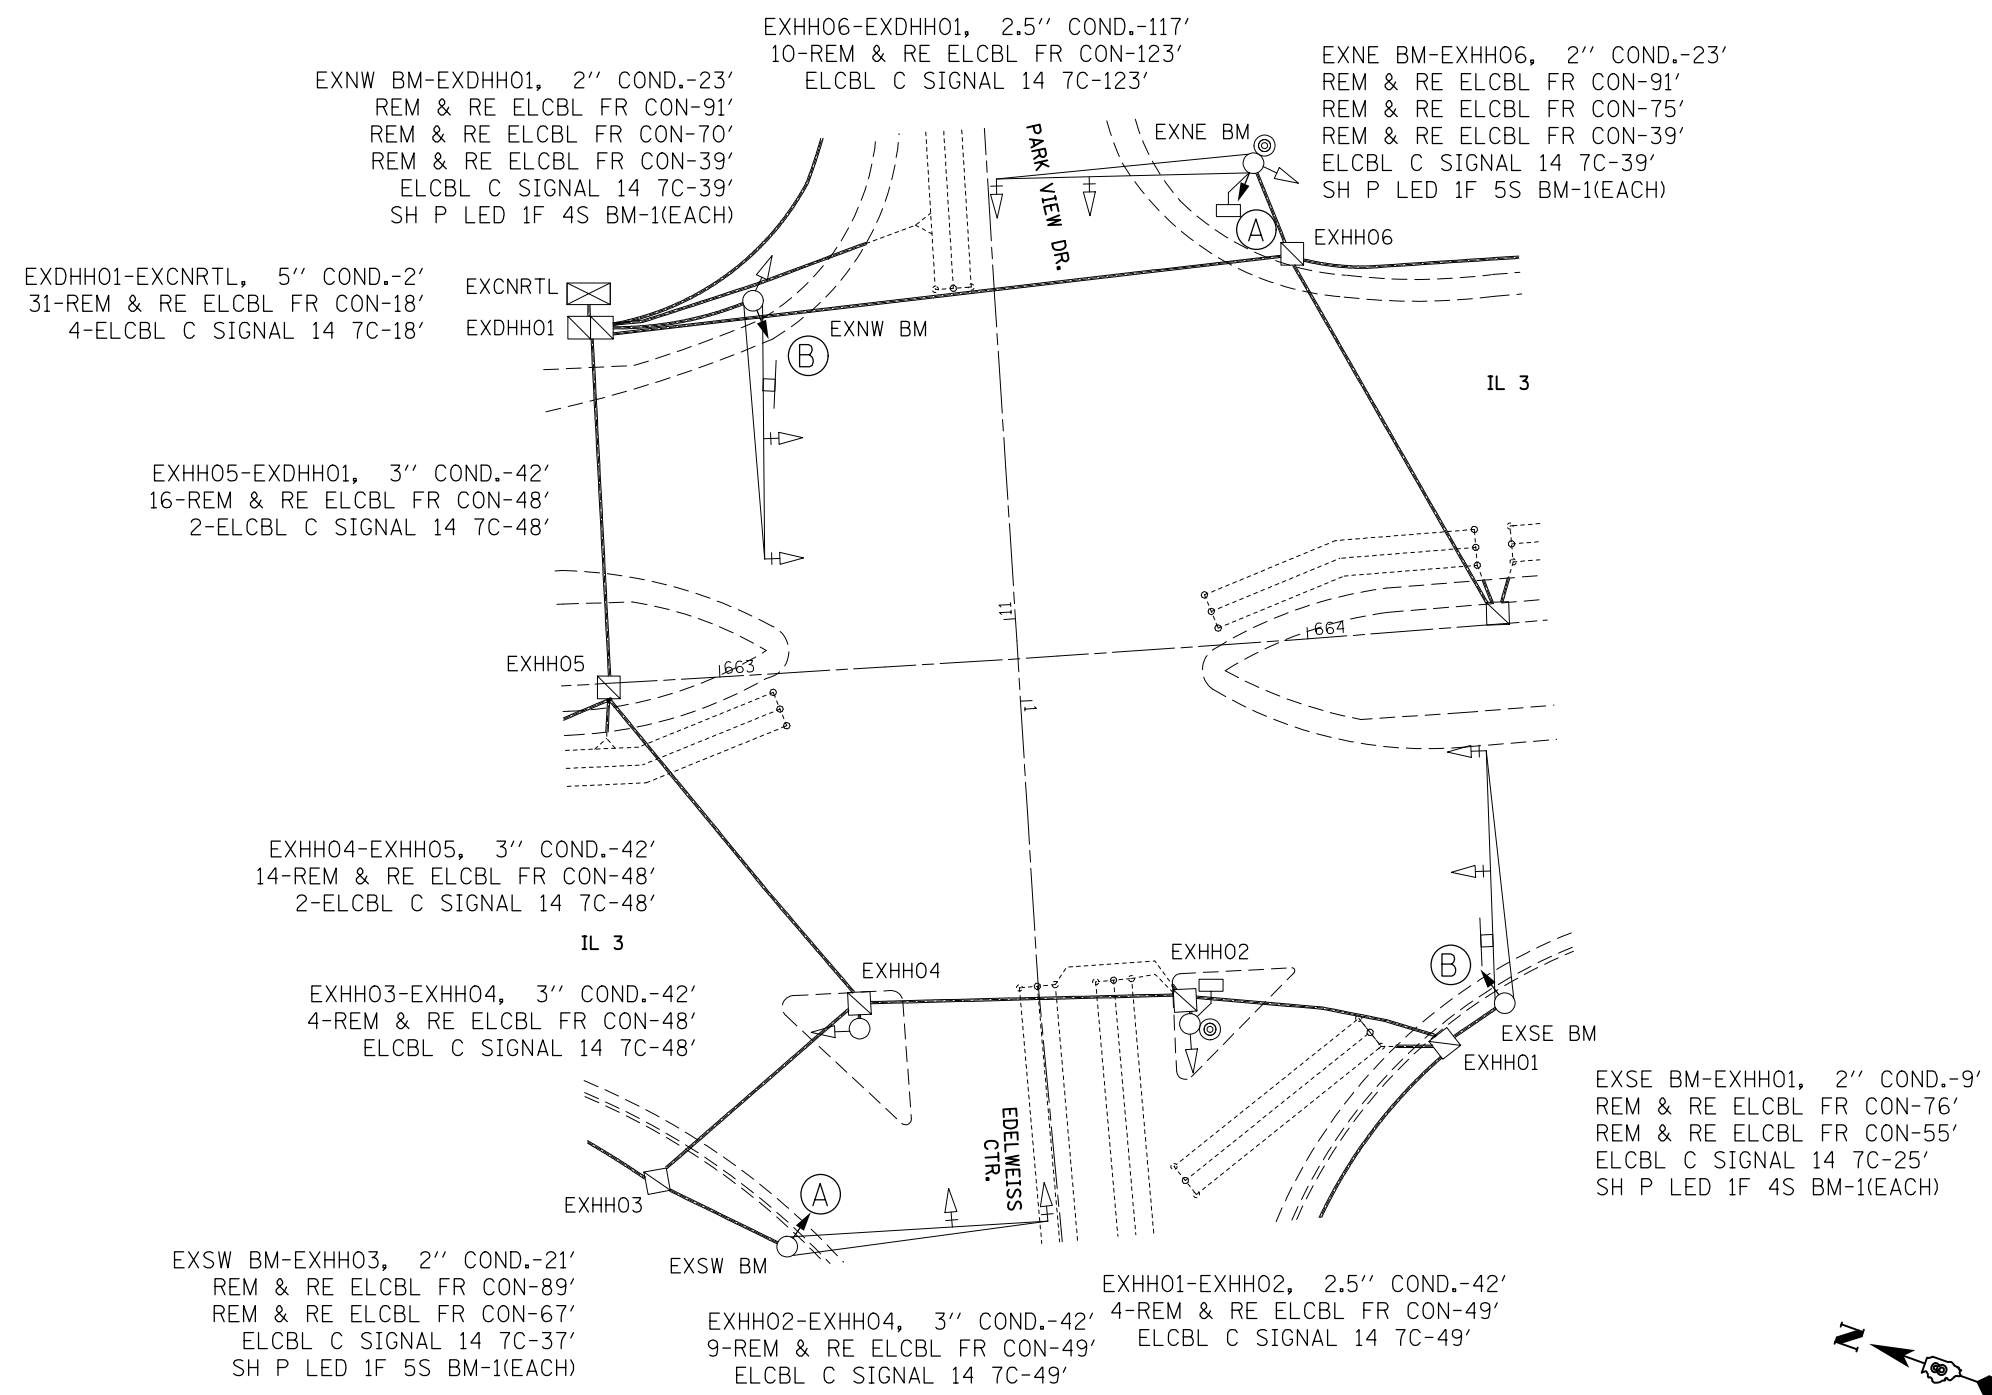 EXHH06-EXDHH01, 2.5'' COND.-117'
10-REM & RE ELCBL FR CON-123'
ELCBL C SIGNAL 14 7C-123'
EXNW BM-EXDHH01, 2'' COND.-23'
REM & RE ELCBL FR CON-91'
REM & RE ELCBL FR CON-70'
REM & RE ELCBL FR CON-39'
ELCBL C SIGNAL 14 7C-39'
SH P LED 1F 4S BM-1(EACH)
EXNE BM-EXHH06, 2'' COND.-23'
REM & RE ELCBL FR CON-91'
REM & RE ELCBL FR CON-75'
REM & RE ELCBL FR CON-39'
ELCBL C SIGNAL 14 7C-39'
SH P LED 1F 5S BM-1(EACH)
PARK VIEW DR.
EXNE BM
A
EXHH06
EXDHH01-EXCNRTL, 5'' COND.-2'
31-REM & RE ELCBL FR CON-18'
4-ELCBL C SIGNAL 14 7C-18'
EXCNRTL
EXDHH01
EXNW BM
B
IL 3
EXHH05-EXDHH01, 3'' COND.-42'
16-REM & RE ELCBL FR CON-48'
2-ELCBL C SIGNAL 14 7C-48'
11
664
EXHH05
663
1
EXHH04-EXHH05, 3'' COND.-42'
14-REM & RE ELCBL FR CON-48'
2-ELCBL C SIGNAL 14 7C-48'
IL 3
EXHH04
EXHH02
B
EXHH03-EXHH04, 3'' COND.-42'
4-REM & RE ELCBL FR CON-48'
ELCBL C SIGNAL 14 7C-48'
EXSE BM
EXHH01
EXSE BM-EXHH01, 2'' COND.-9'
REM & RE ELCBL FR CON-76'
REM & RE ELCBL FR CON-55'
ELCBL C SIGNAL 14 7C-25'
SH P LED 1F 4S BM-1(EACH)
EDELWEISS
CTR.
EXHH03
A
EXSW BM
EXSW BM-EXHH03, 2'' COND.-21'
REM & RE ELCBL FR CON-89'
REM & RE ELCBL FR CON-67'
ELCBL C SIGNAL 14 7C-37'
SH P LED 1F 5S BM-1(EACH)
EXHH02-EXHH04, 3'' COND.-42'
9-REM & RE ELCBL FR CON-49'
ELCBL C SIGNAL 14 7C-49'
EXHH01-EXHH02, 2.5'' COND.-42'
4-REM & RE ELCBL FR CON-49'
ELCBL C SIGNAL 14 7C-49'
N